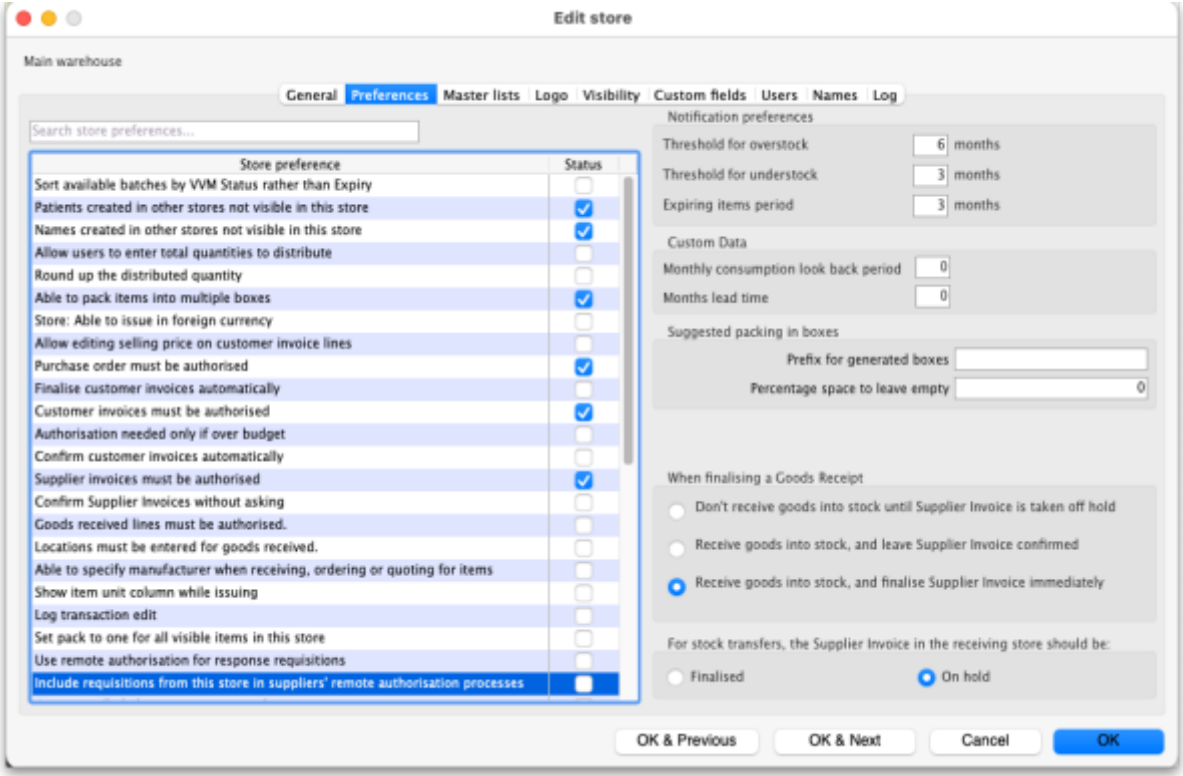 Edit store
Main warehouse
General Preferences Master lists Logo Visibility Custom fields Users Names Log
Search store preferences...
Store preference Status
Sort available batches by VVM Status rather than Expiry
Patients created in other stores not visible in this store
Names created in other stores not visible in this store
Allow users to enter total quantities to distribute
Round up the distributed quantity
Able to pack items into multiple boxes
Store: Able to issue in foreign currency
Allow editing selling price on customer invoice lines
Purchase order must be authorised
Finalise customer invoices automatically
Customer invoices must be authorised
Authorisation needed only if over budget
Confirm customer invoices automatically
Supplier invoices must be authorised
Confirm Supplier Invoices without asking
Goods received lines must be authorised.
Locations must be entered for goods received.
Able to specify manufacturer when receiving, ordering or quoting for items
Show item unit column while issuing
Log transaction edit
Set pack to one for all visible items in this store
Use remote authorisation for response requisitions
Include requisitions from this store in suppliers' remote authorisation processes
Notification preferences
Threshold for overstock 6 months
Threshold for understock 3 months
Expiring items period 3 months
Custom Data
Monthly consumption look back period 0
Months lead time 0
Suggested packing in boxes
Prefix for generated boxes
Percentage space to leave empty 0
When finalising a Goods Receipt
Don't receive goods into stock until Supplier Invoice is taken off hold
Receive goods into stock, and leave Supplier Invoice confirmed
Receive goods into stock, and finalise Supplier Invoice immediately
For stock transfers, the Supplier Invoice in the receiving store should be:
Finalised On hold
OK & Previous OK & Next Cancel OK